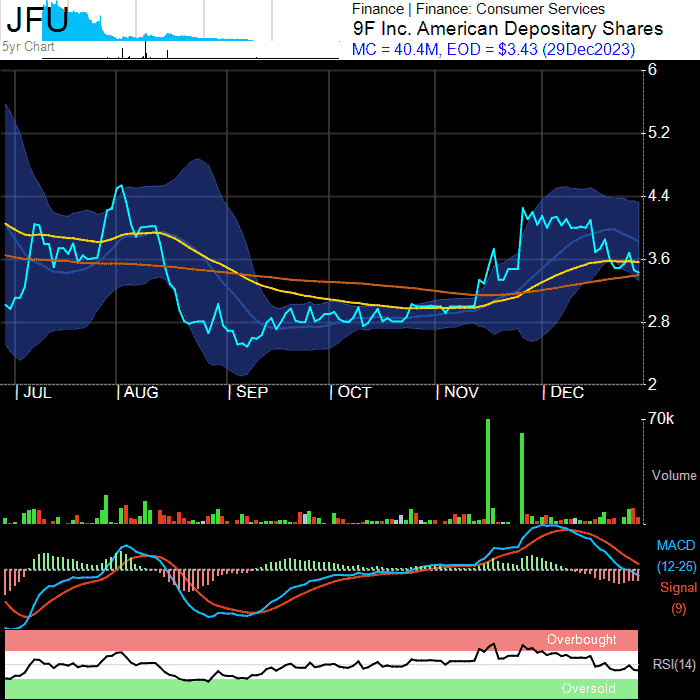 JFU
5yr Chart
Finance | Finance: Consumer Services
9F Inc. American Depositary Shares
MC = 40.4M, EOD = $3.43 (29Dec2023)
6
5.2
4.4
3.6
2.8
2
JUL AUG SEP OCT NOV DEC
70k
Volume
MACD
(12-26)
Signal
(9)
Overbought
RSI(14)
Oversold